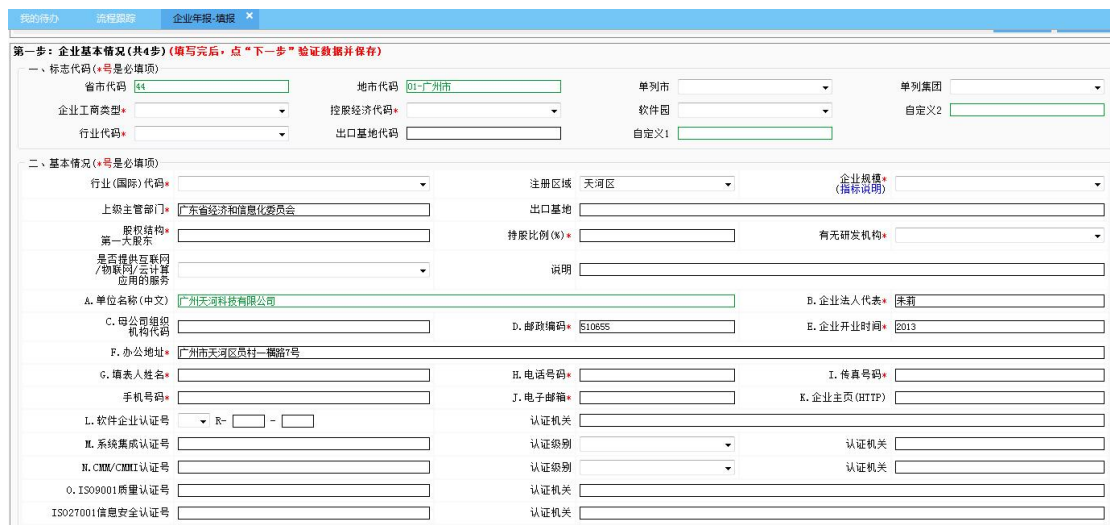 我的待办 流程跟踪 企业年报-填报 ×
第一步：企业基本情况(共4步)(填写完后，点“下一步”验证数据并保存)
一、标志代码(*号是必填项)
省市代码 44 地市代码 01-广州市 单列市 单列集团
企业工商类型* 控股经济代码* 软件园 自定义2
行业代码* 出口基地代码 自定义1
二、基本情况(*号是必填项)
行业(国际)代码* 注册区域 天河区 企业规模*
(指标说明)
上级主管部门* 广东省经济和信息化委员会 出口基地
股权结构*
第一大股东 持股比例(%)* 有无研发机构*
是否提供互联网
/物联网/云计算
应用的服务 说明
A.单位名称(中文) 广州天河科技有限公司 B.企业法人代表* 朱莉
C.母公司组织
机构代码 D.邮政编码* 510655 E.企业开业时间* 2013
F.办公地址* 广州市天河区员村一横路7号
G.填表人姓名* H.电话号码* I.传真号码*
手机号码* J.电子邮箱* K.企业主页(HTTP)
L.软件企业认证号 R- - 认证机关
M.系统集成认证号 认证级别 认证机关
N.CMM/CMMI认证号 认证级别 认证机关
O.ISO9001质量认证号 认证机关
ISO27001信息安全认证号 认证机关